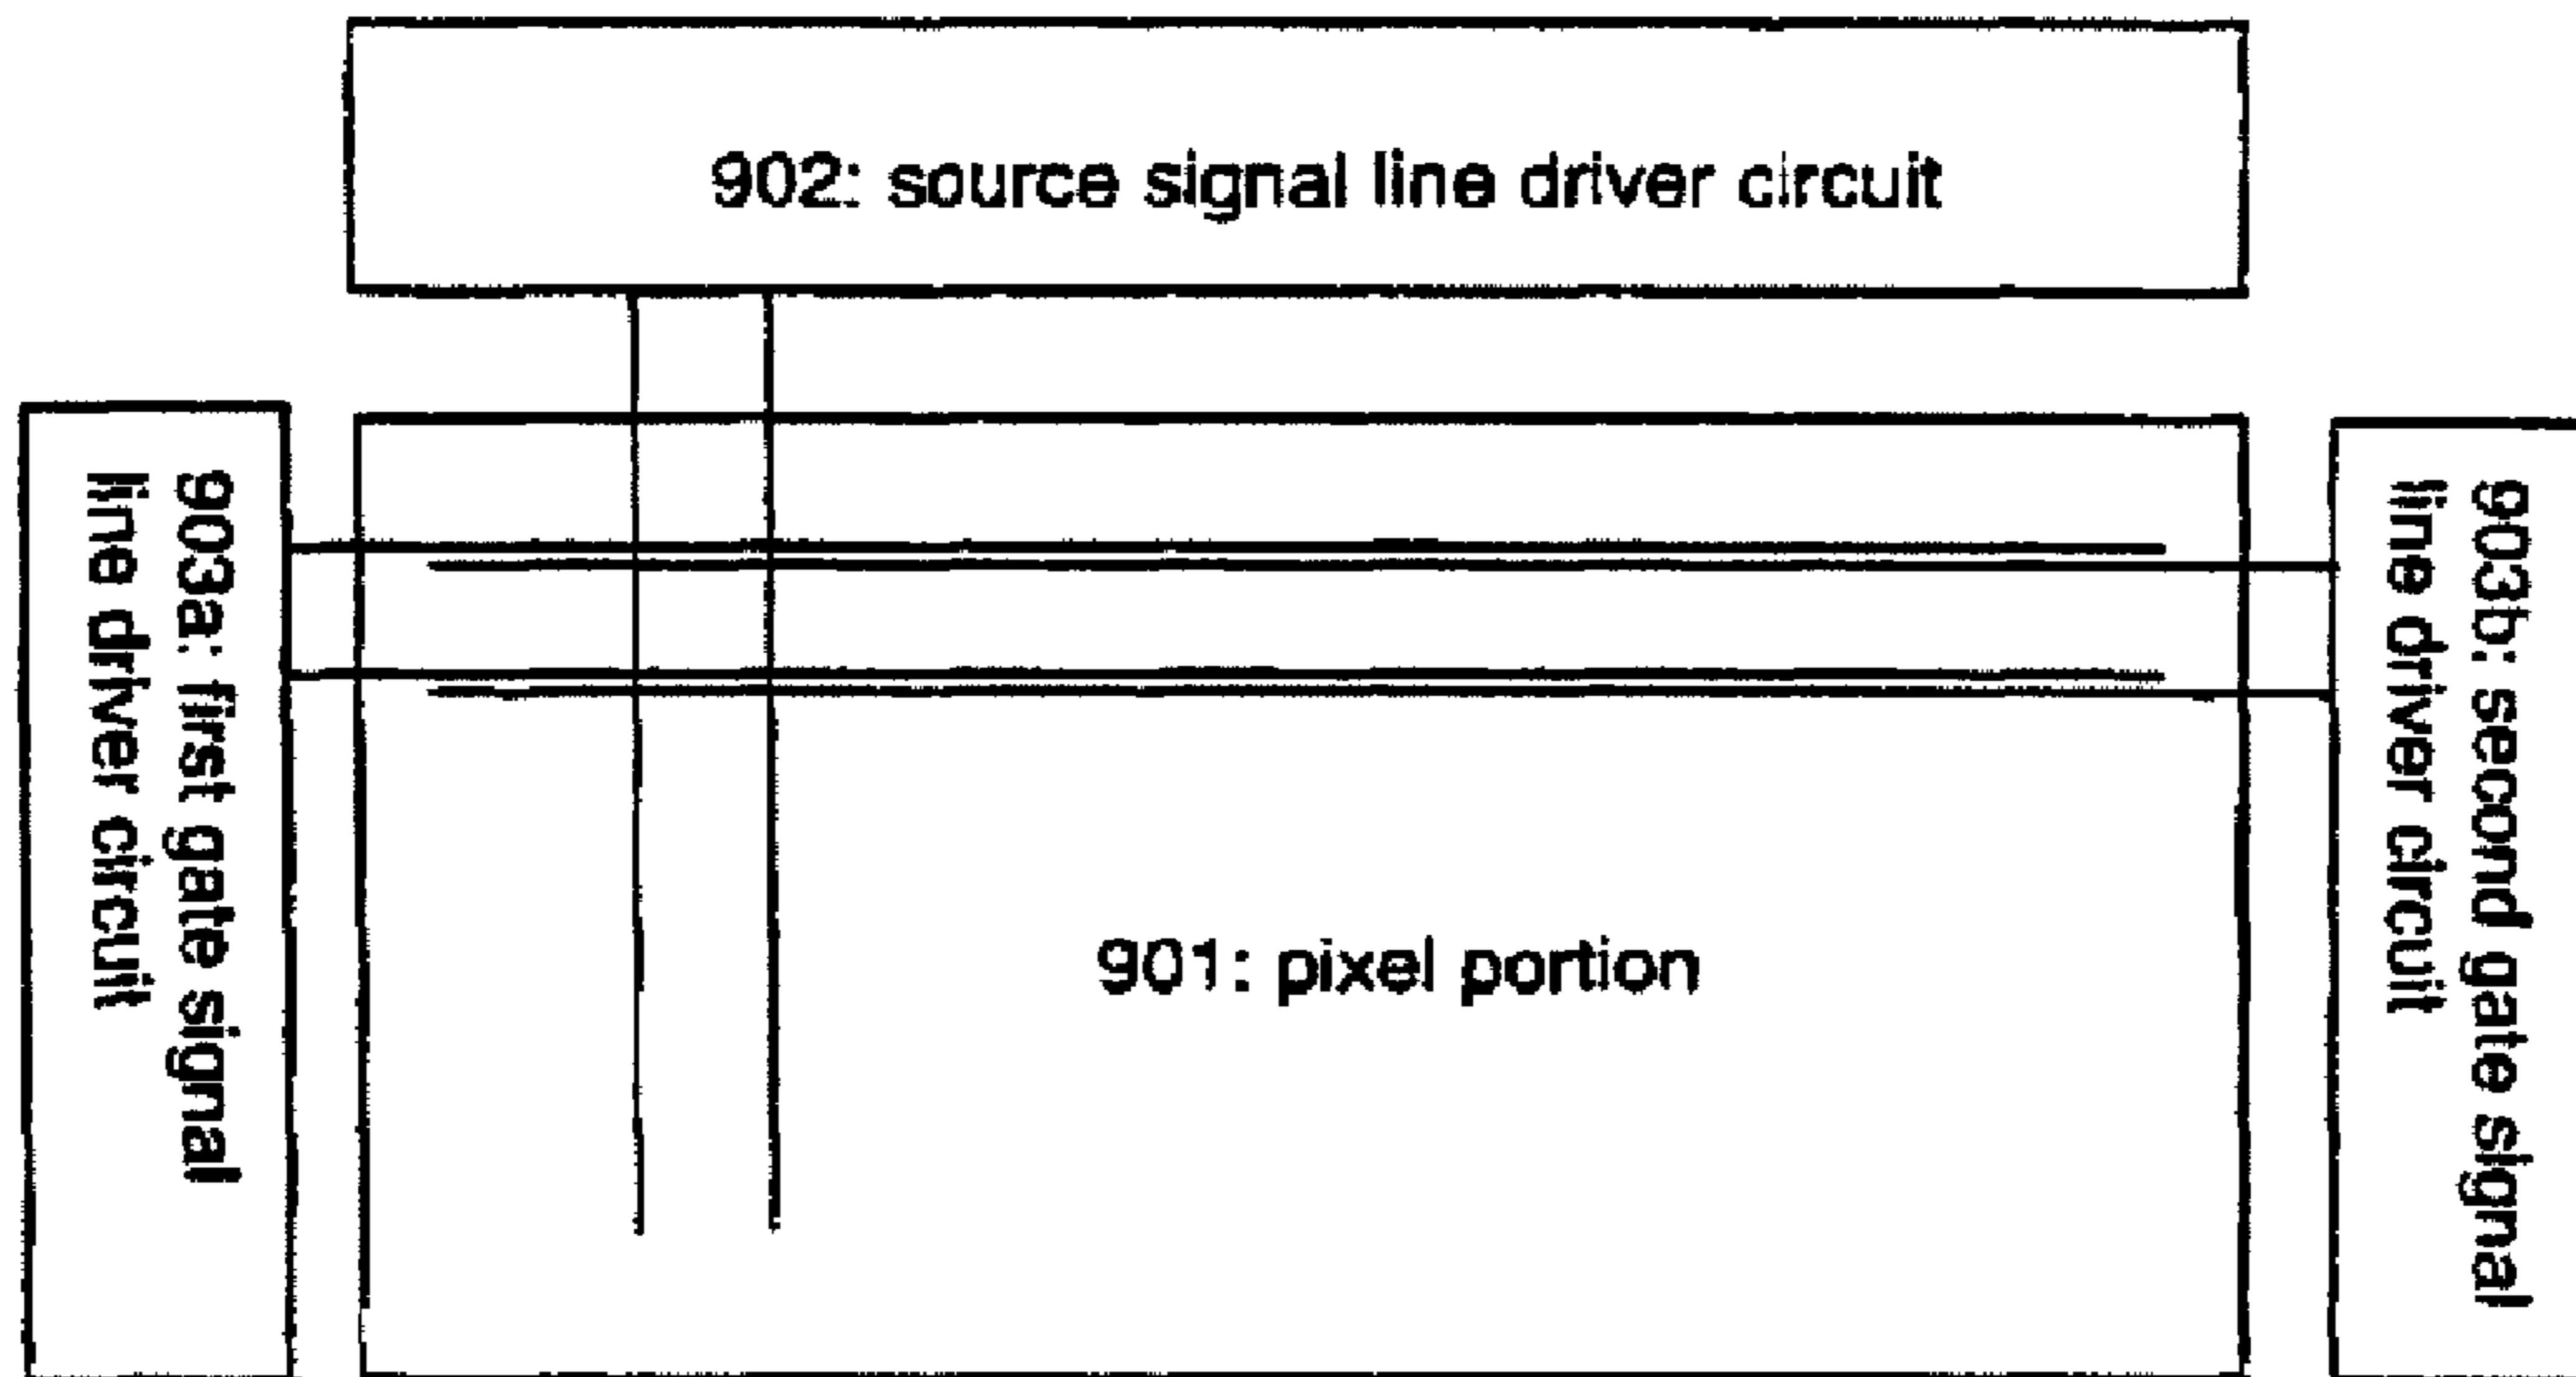 902: source signal line driver circuit
903a: first gate signal
line driver circuit
901: pixel portion
903b: second gate signal
line driver circuit